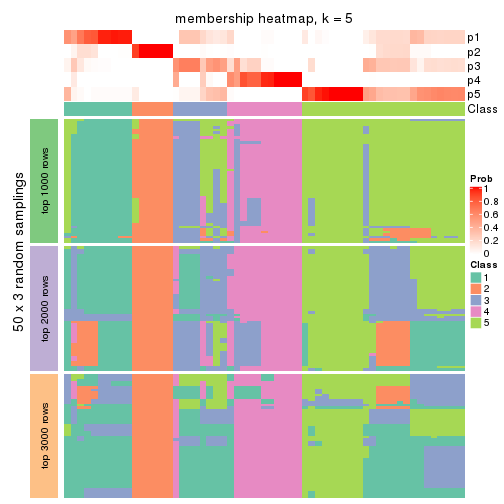 membership heatmap, k = 5
p1
p2
p3
p4
p5
Class
50 x 3 random samplings
top 1000 rows
top 2000 rows
top 3000 rows
Prob
1
0.8
0.6
0.4
0.2
0
Class
1
2
3
4
5